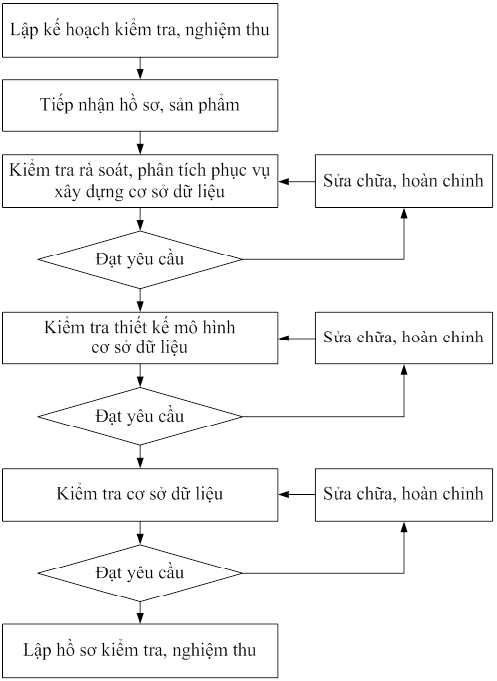 Lập kế hoạch kiểm tra, nghiệm thu
Tiếp nhận hồ sơ, sản phẩm
Kiểm tra rà soát, phân tích phục vụ
xây dựng cơ sở dữ liệu
Sửa chữa, hoàn chỉnh
Đạt yêu cầu
Kiểm tra thiết kế mô hình
cơ sở dữ liệu
Sửa chữa, hoàn chỉnh
Đạt yêu cầu
Kiểm tra cơ sở dữ liệu
Sửa chữa, hoàn chỉnh
Đạt yêu cầu
Lập hồ sơ kiểm tra, nghiệm thu